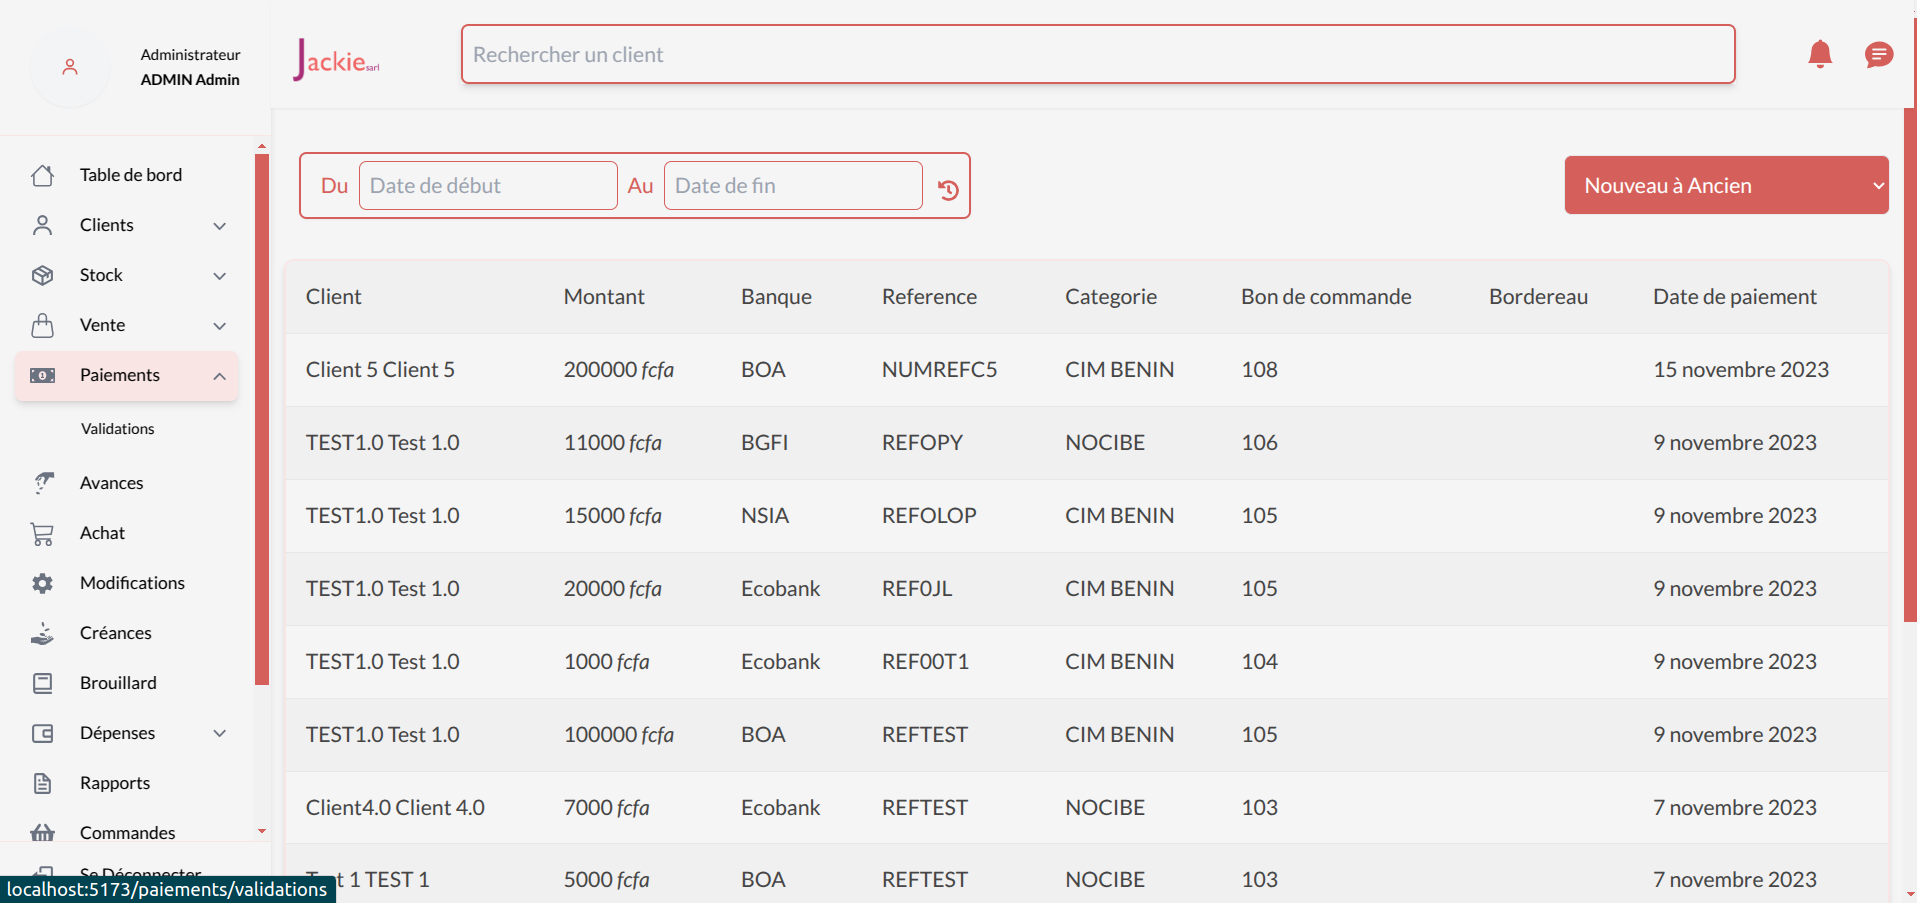 Administrateur
ADMIN Admin
Jackie sarl
Rechercher un client
Table de bord
Clients
Stock
Vente
Paiements
Validations
Avances
Achat
Modifications
Créances
Brouillard
Dépenses
Rapports
Commandes
Se Déconnecter
localhost:5173/paiements/validations
Du Date de début Au Date de fin
Nouveau à Ancien
Client Montant Banque Reference Categorie Bon de commande Bordereau Date de paiement
Client 5 Client 5 200000 fcfa BOA NUMREFC5 CIM BENIN 108 15 novembre 2023
TEST1.0 Test 1.0 11000 fcfa BGFI REFOPY NOCIBE 106 9 novembre 2023
TEST1.0 Test 1.0 15000 fcfa NSIA REFOLOP CIM BENIN 105 9 novembre 2023
TEST1.0 Test 1.0 20000 fcfa Ecobank REF0JL CIM BENIN 105 9 novembre 2023
TEST1.0 Test 1.0 1000 fcfa Ecobank REF00T1 CIM BENIN 104 9 novembre 2023
TEST1.0 Test 1.0 100000 fcfa BOA REFTEST CIM BENIN 105 9 novembre 2023
Client4.0 Client 4.0 7000 fcfa Ecobank REFTEST NOCIBE 103 7 novembre 2023
1 TEST 1 5000 fcfa BOA REFTEST NOCIBE 103 7 novembre 2023